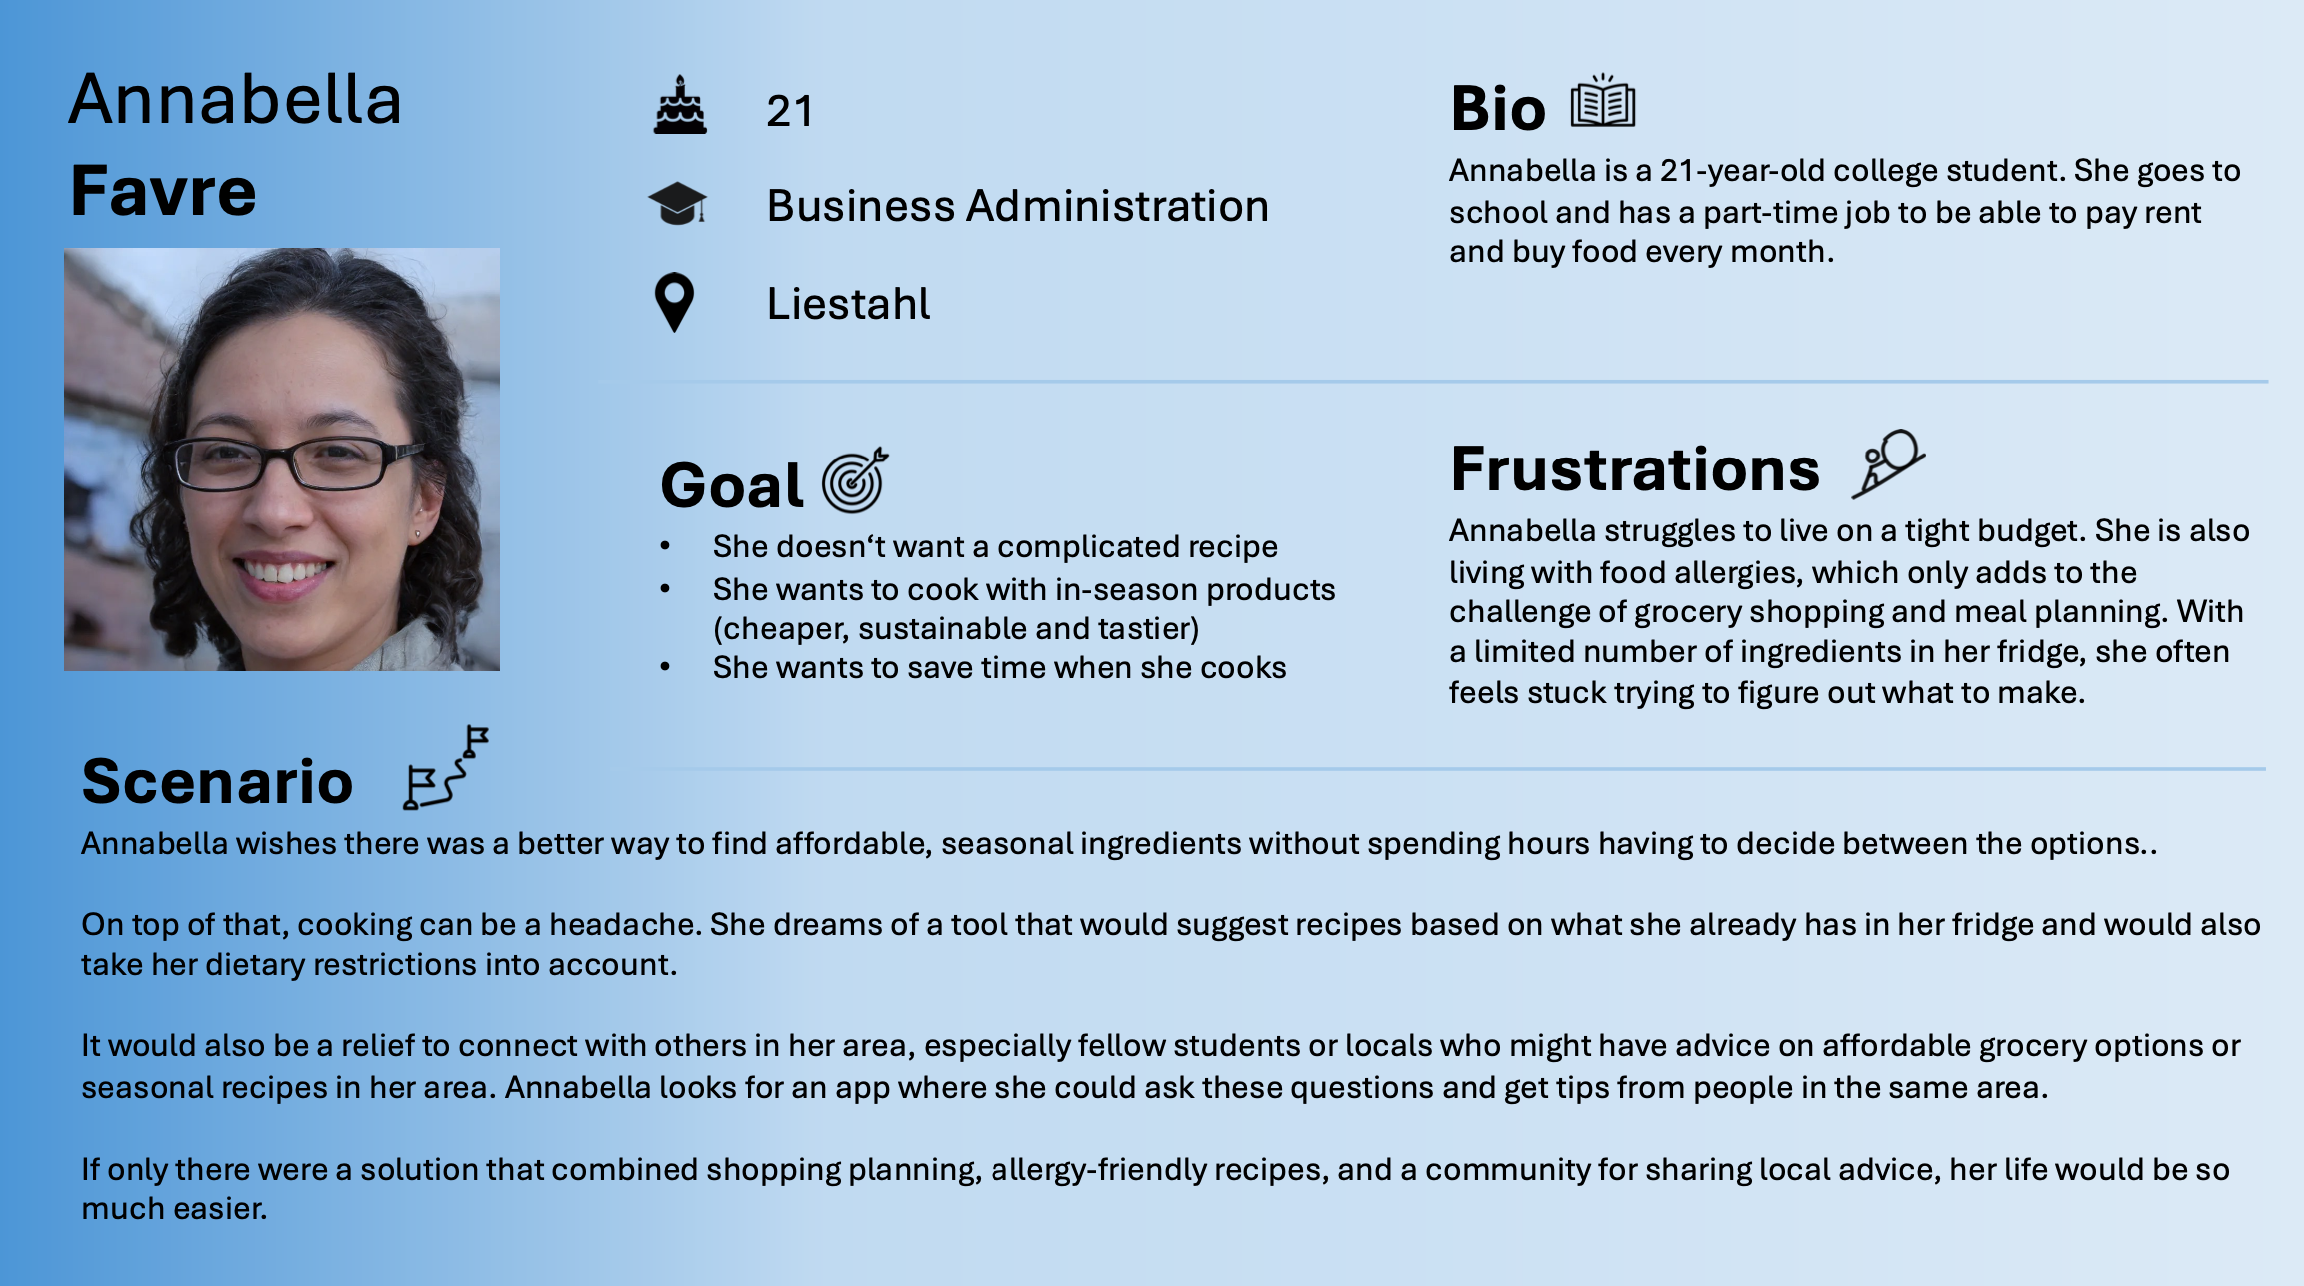 Annabella
Favre
21
Business Administration
Liestahl
Bio
Annabella is a 21-year-old college student. She goes to
school and has a part-time job to be able to pay rent
and buy food every month.
Goal
• She doesn‘t want a complicated recipe
• She wants to cook with in-season products
(cheaper, sustainable and tastier)
• She wants to save time when she cooks
Frustrations
Annabella struggles to live on a tight budget. She is also
living with food allergies, which only adds to the
challenge of grocery shopping and meal planning. With
a limited number of ingredients in her fridge, she often
feels stuck trying to figure out what to make.
Scenario
Annabella wishes there was a better way to find affordable, seasonal ingredients without spending hours having to decide between the options..
On top of that, cooking can be a headache. She dreams of a tool that would suggest recipes based on what she already has in her fridge and would also
take her dietary restrictions into account.
It would also be a relief to connect with others in her area, especially fellow students or locals who might have advice on affordable grocery options or
seasonal recipes in her area. Annabella looks for an app where she could ask these questions and get tips from people in the same area.
If only there were a solution that combined shopping planning, allergy-friendly recipes, and a community for sharing local advice, her life would be so
much easier.